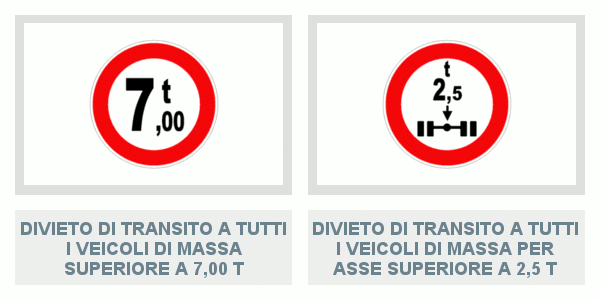 7 t ,00
DIVIETO DI TRANSITO A TUTTI
I VEICOLI DI MASSA
SUPERIORE A 7,00 T
t
2,5
DIVIETO DI TRANSITO A TUTTI
I VEICOLI DI MASSA PER
ASSE SUPERIORE A 2,5 T